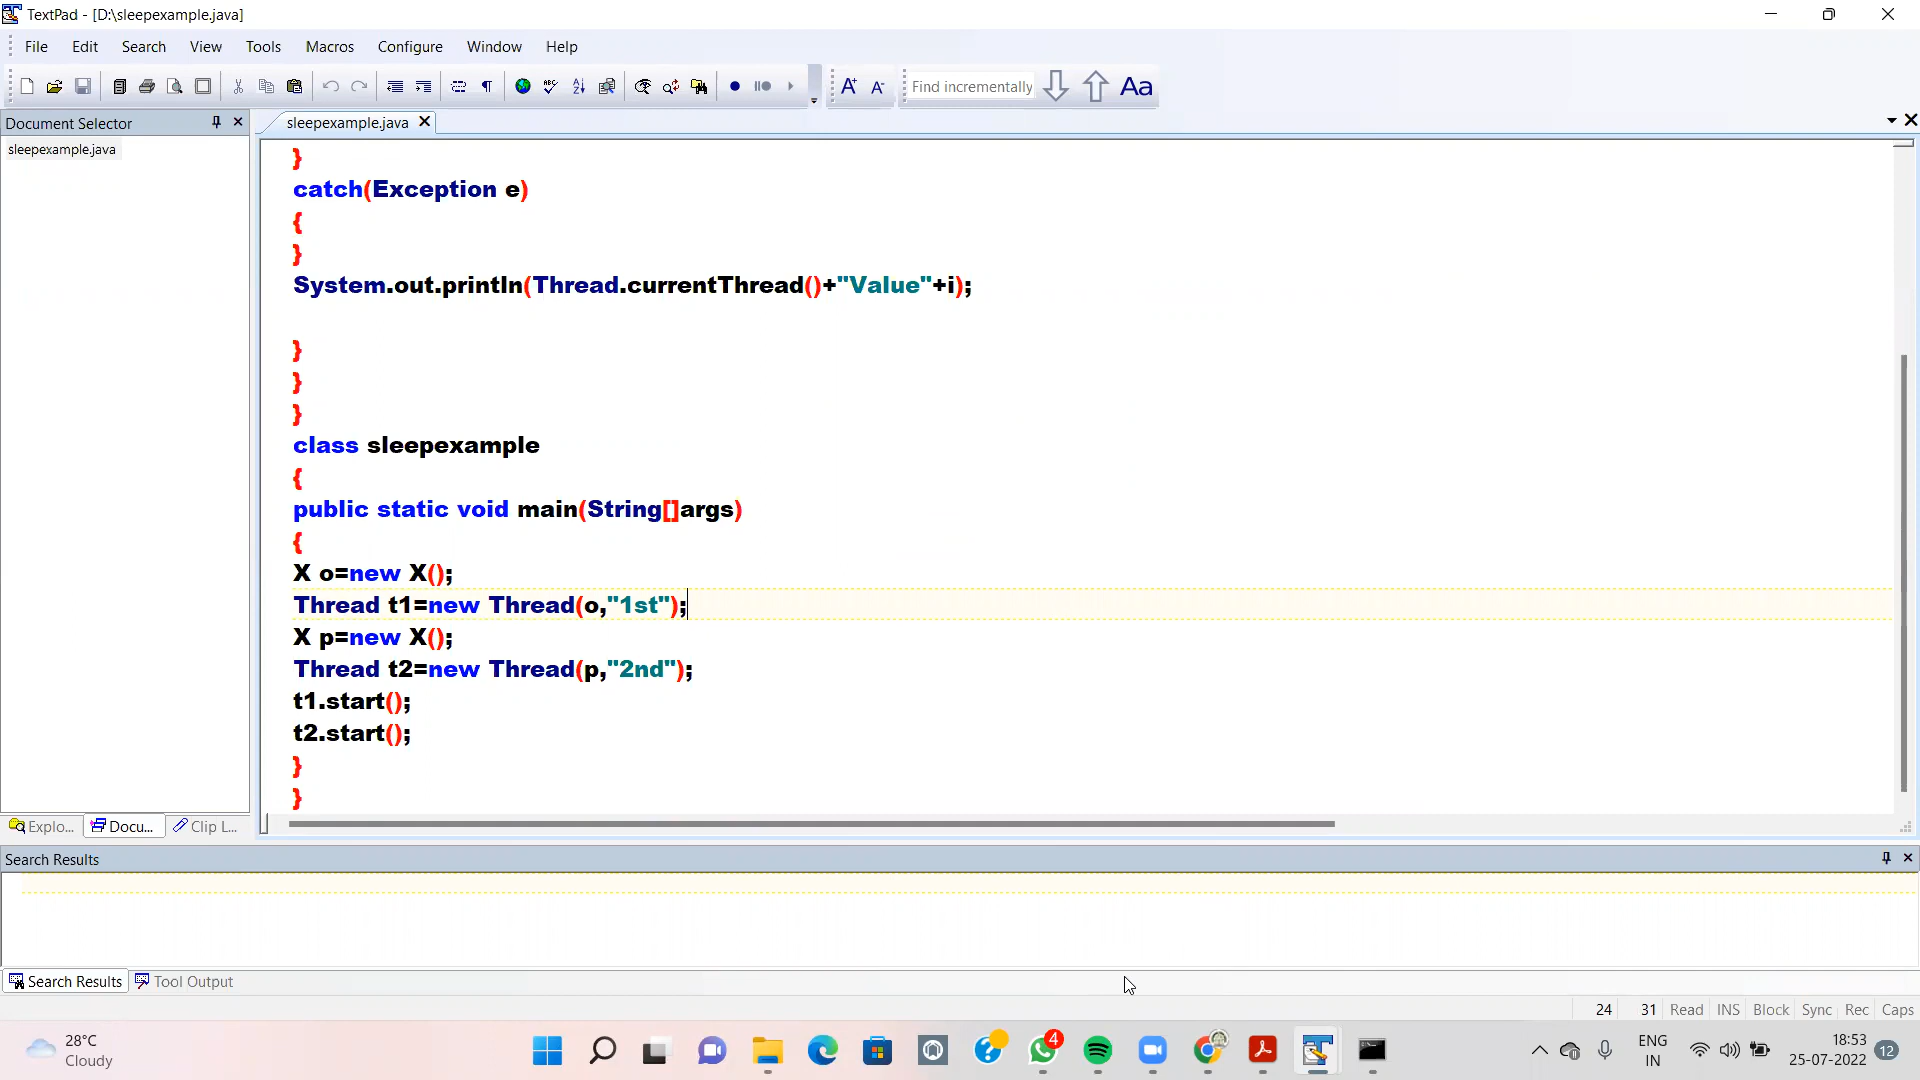 TextPad - [D:\sleepexample.java]
File Edit Search View Tools Macros Configure Window Help
Find incrementally Aa
Document Selector
sleepexample.java
sleepexample.java
}
catch(Exception e)
{
}
System.out.println(Thread.currentThread()+"Value"+i);
}
}
}
class sleepexample
{
public static void main(String[]args)
{
X o=new X();
Thread t1=new Thread(o,"1st");
X p=new X();
Thread t2=new Thread(p,"2nd");
t1.start();
t2.start();
}
}
Explo... Docu... Clip L...
Search Results
Search Results Tool Output
24 31 Read INS Block Sync Rec Caps
28°C
Cloudy
4
ENG
IN
18:53
25-07-2022
12